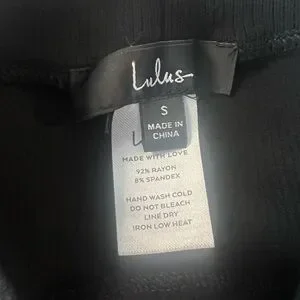 Lulus
S
MADE IN
CHINA
MADE WITH LOVE
92% RAYON
8% SPANDEX
HAND WASH COLD
DO NOT BLEACH
LINE DRY
IRON LOW HEAT